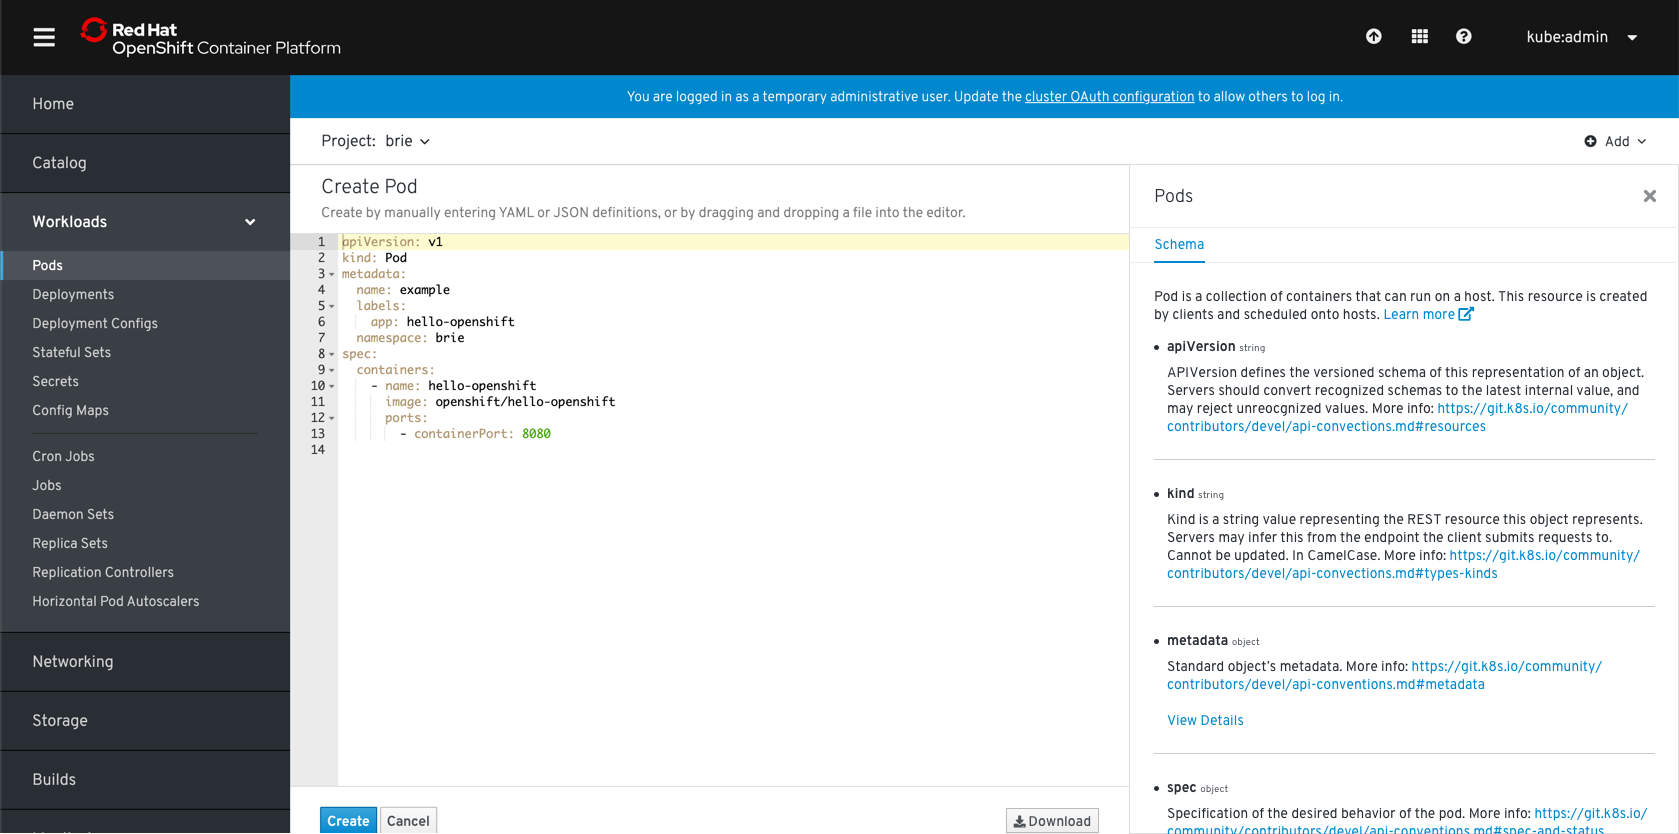 Red Hat
OpenShift Container Platform
kube:admin
Home
Catalog
Workloads
Pods
Deployments
Deployment Configs
Stateful Sets
Secrets
Config Maps
Cron Jobs
Jobs
Daemon Sets
Replica Sets
Replication Controllers
Horizontal Pod Autoscalers
Networking
Storage
Builds
You are logged in as a temporary administrative user. Update the cluster OAuth configuration to allow others to log in.
Project: brie
Add
Create Pod
Create by manually entering YAML or JSON definitions, or by dragging and dropping a file into the editor.
1 apiVersion: v1
2 kind: Pod
3 metadata:
4 name: example
5 labels:
6 app: hello-openshift
7 namespace: brie
8 spec:
9 containers:
10 - name: hello-openshift
11 image: openshift/hello-openshift
12 ports:
13 - containerPort: 8080
14
Create
Cancel
Download
Pods
Schema
Pod is a collection of containers that can run on a host. This resource is created
by clients and scheduled onto hosts. Learn more
• apiVersion string
APIVersion defines the versioned schema of this representation of an object.
Servers should convert recognized schemas to the latest internal value, and
may reject unreocgnized values. More info: https://git.k8s.io/community/
contributors/devel/api-convections.md#resources
• kind string
Kind is a string value representing the REST resource this object represents.
Servers may infer this from the endpoint the client submits requests to.
Cannot be updated. In CamelCase. More info: https://git.k8s.io/community/
contributors/devel/api-convections.md#types-kinds
• metadata object
Standard object's metadata. More info: https://git.k8s.io/community/
contributors/devel/api-conventions.md#metadata
View Details
• spec object
Specification of the desired behavior of the pod. More info: https://git.k8s.io/
community/contributors/devel/api-conventions.md#spec-and-status